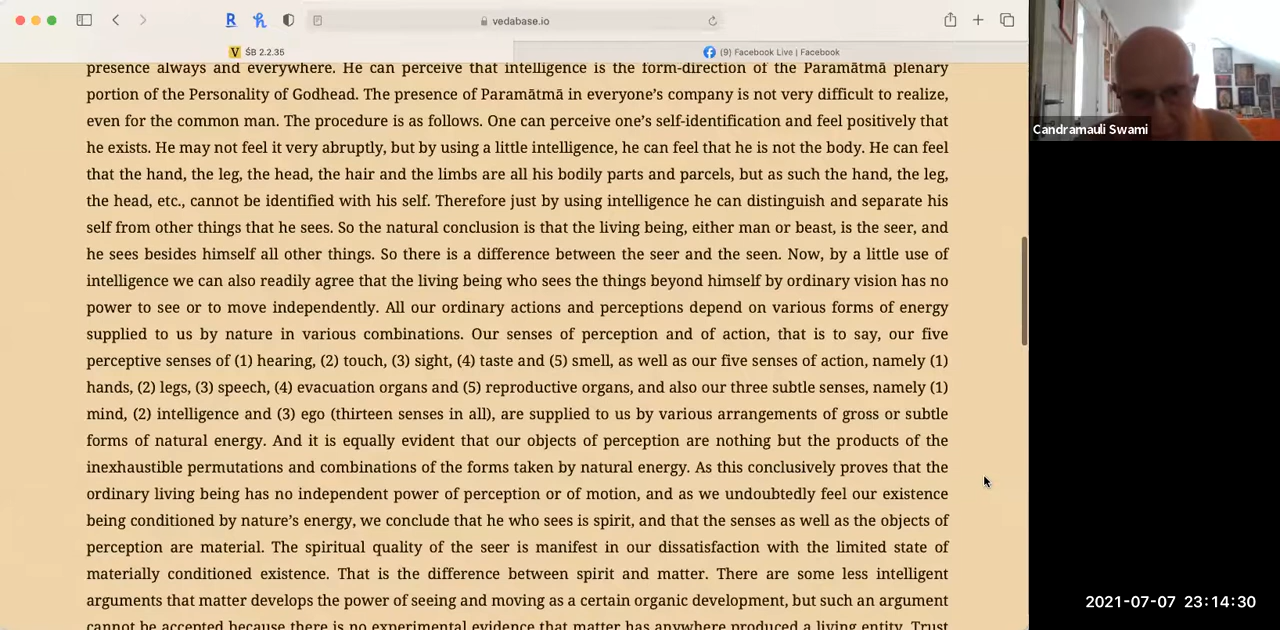 vedabase.io
ŚB 2.2.35
(9) Facebook Live | Facebook
presence always and everywhere. He can perceive that intelligence is the form-direction of the Paramātmā plenary
portion of the Personality of Godhead. The presence of Paramātmā in everyone’s company is not very difficult to realize,
even for the common man. The procedure is as follows. One can perceive one’s self-identification and feel positively that
he exists. He may not feel it very abruptly, but by using a little intelligence, he can feel that he is not the body. He can feel
that the hand, the leg, the head, the hair and the limbs are all his bodily parts and parcels, but as such the hand, the leg,
the head, etc., cannot be identified with his self. Therefore just by using intelligence he can distinguish and separate his
self from other things that he sees. So the natural conclusion is that the living being, either man or beast, is the seer, and
he sees besides himself all other things. So there is a difference between the seer and the seen. Now, by a little use of
intelligence we can also readily agree that the living being who sees the things beyond himself by ordinary vision has no
power to see or to move independently. All our ordinary actions and perceptions depend on various forms of energy
supplied to us by nature in various combinations. Our senses of perception and of action, that is to say, our five
perceptive senses of (1) hearing, (2) touch, (3) sight, (4) taste and (5) smell, as well as our five senses of action, namely (1)
hands, (2) legs, (3) speech, (4) evacuation organs and (5) reproductive organs, and also our three subtle senses, namely (1)
mind, (2) intelligence and (3) ego (thirteen senses in all), are supplied to us by various arrangements of gross or subtle
forms of natural energy. And it is equally evident that our objects of perception are nothing but the products of the
inexhaustible permutations and combinations of the forms taken by natural energy. As this conclusively proves that the
ordinary living being has no independent power of perception or of motion, and as we undoubtedly feel our existence
being conditioned by nature’s energy, we conclude that he who sees is spirit, and that the senses as well as the objects of
perception are material. The spiritual quality of the seer is manifest in our dissatisfaction with the limited state of
materially conditioned existence. That is the difference between spirit and matter. There are some less intelligent
arguments that matter develops the power of seeing and moving as a certain organic development, but such an argument
cannot be accepted because there is no experimental evidence that matter has anywhere produced a living entity. Trust
Candramauli Swami
2021-07-07 23:14:30